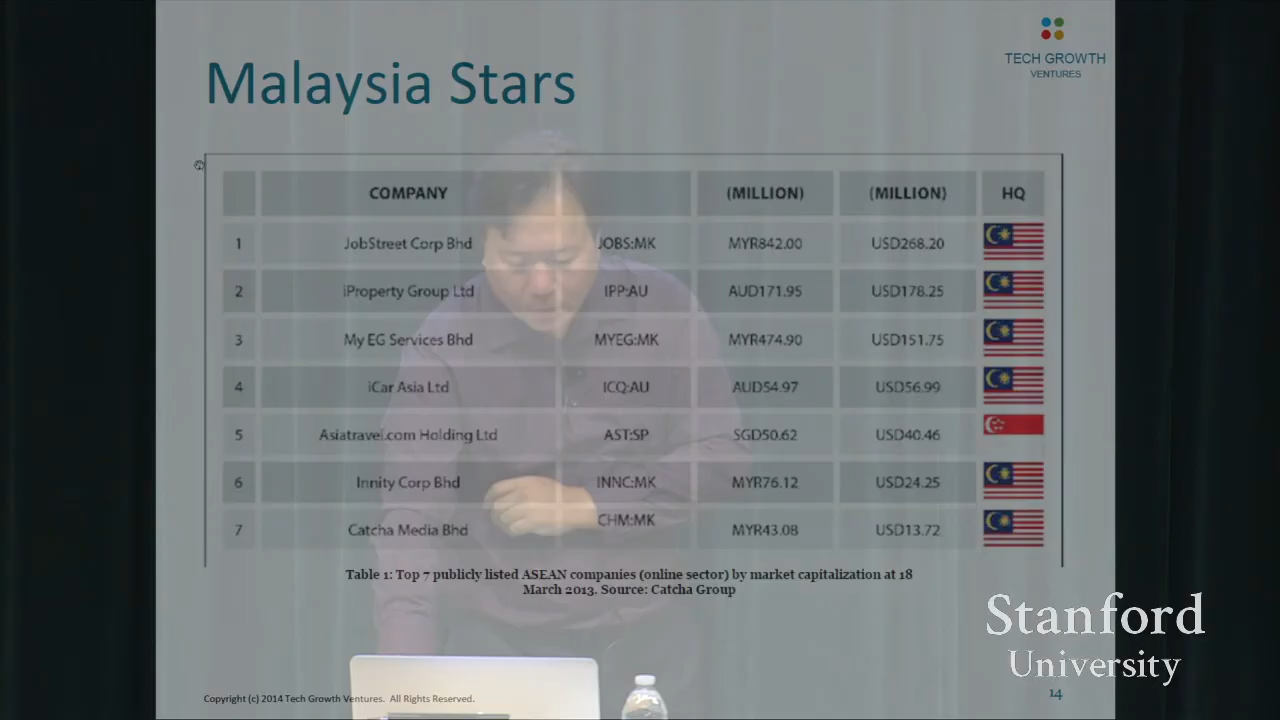 TECH GROWTH
VENTURES
Malaysia Stars
COMPANY (MILLION) (MILLION) HQ
1 JobStreet Corp Bhd JOBS:MK MYR842.00 USD268.20
2 iProperty Group Ltd IPP:AU AUD171.95 USD178.25
3 My EG Services Bhd MYEG:MK MYR474.90 USD151.75
4 iCar Asia Ltd ICQ:AU AUD54.97 USD56.99
5 Asiatravel.com Holding Ltd AST:SP SGD50.62 USD40.46
6 Innity Corp Bhd INNC:MK MYR76.12 USD24.25
7 Catcha Media Bhd CHM:MK MYR43.08 USD13.72
Table 1: Top 7 publicly listed ASEAN companies (online sector) by market capitalization at 18
March 2013. Source: Catcha Group
Stanford
University
Copyright (c) 2014 Tech Growth Ventures. All Rights Reserved.
14